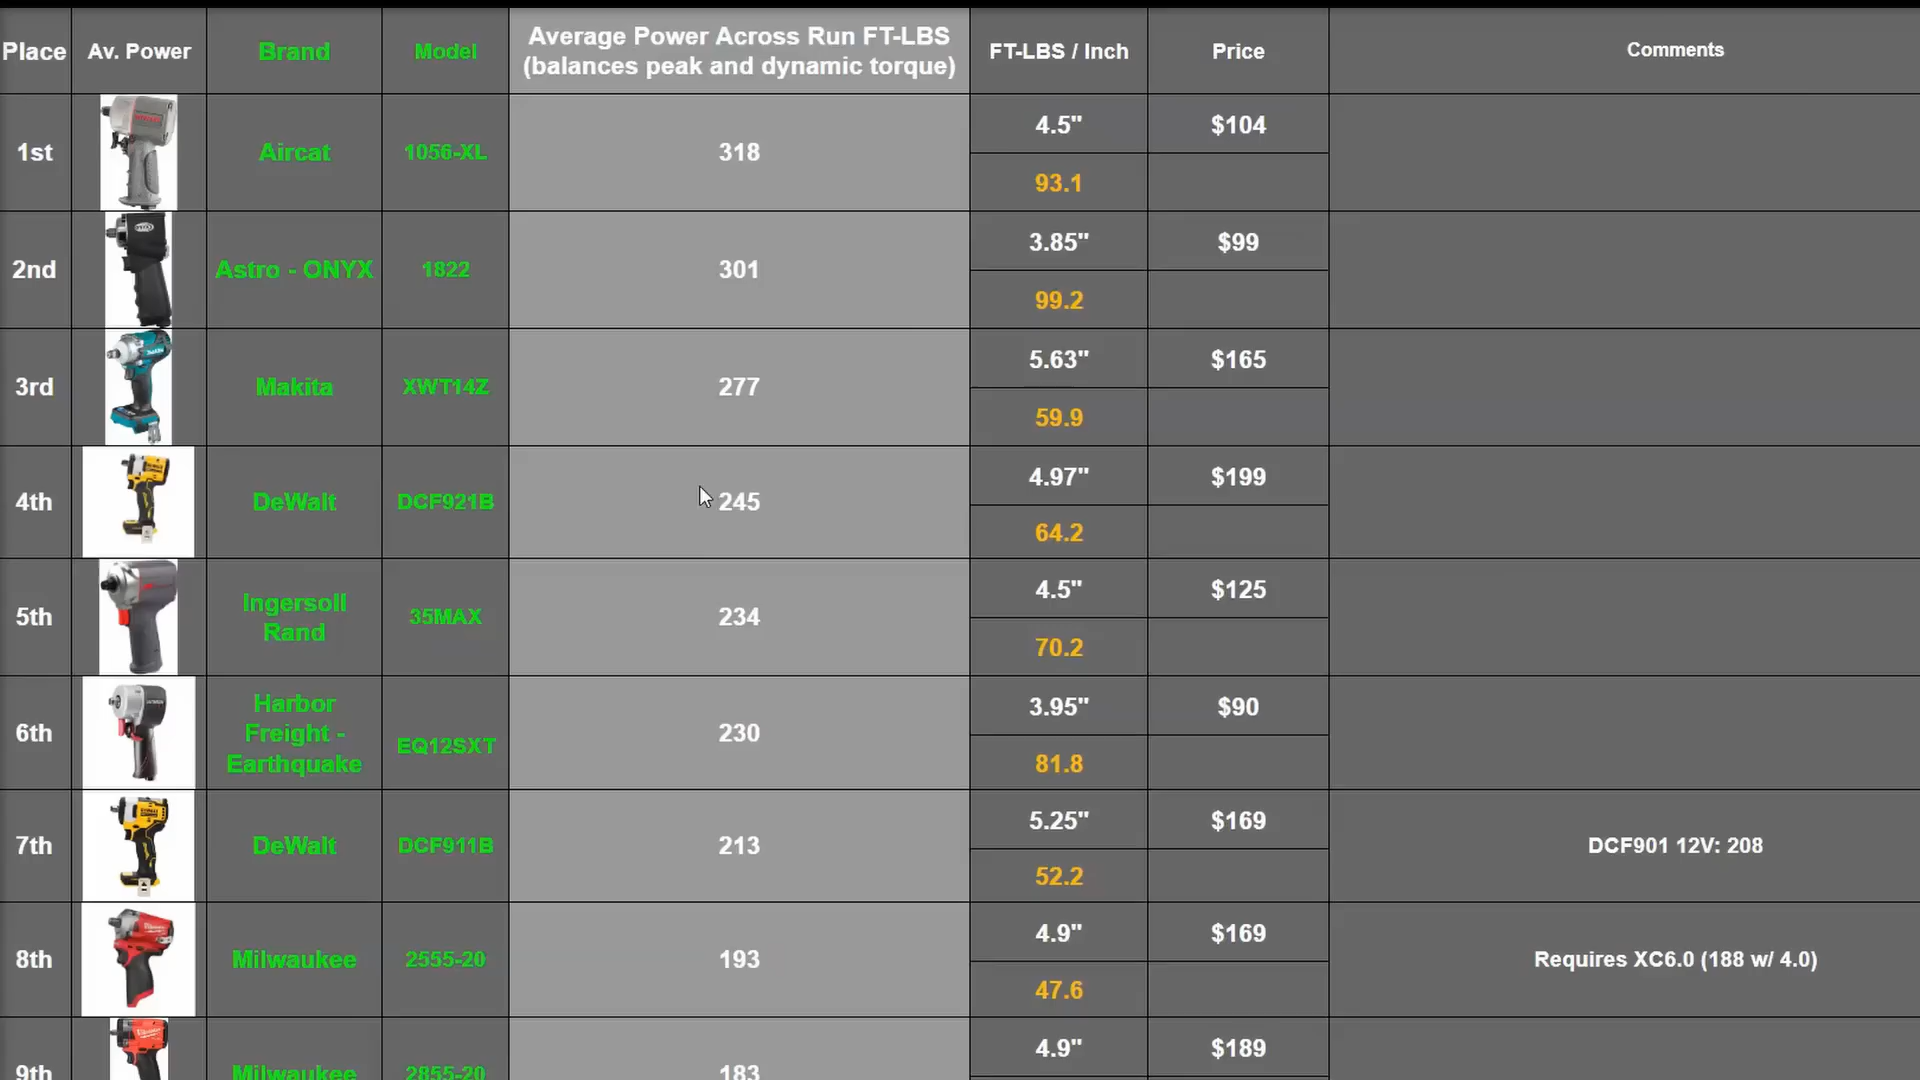 Place Av. Power Brand Model Average Power Across Run FT-LBS (balances peak and dynamic torque) FT-LBS / Inch Price Comments
1st Aircat 1056-XL 318 4.5" $104
93.1
2nd Astro - ONYX 1822 301 3.85" $99
99.2
3rd Makita XWT14Z 277 5.63" $165
59.9
4th DeWalt DCF921B 245 4.97" $199
64.2
5th Ingersoll Rand 35MAX 234 4.5" $125
70.2
6th Harbor Freight - Earthquake EQ12SXT 230 3.95" $90
81.8
7th DeWalt DCF911B 213 5.25" $169 DCF901 12V: 208
52.2
8th Milwaukee 2555-20 193 4.9" $169 Requires XC6.0 (188 w/ 4.0)
47.6
9th Milwaukee 2855-20 183 4.9" $189